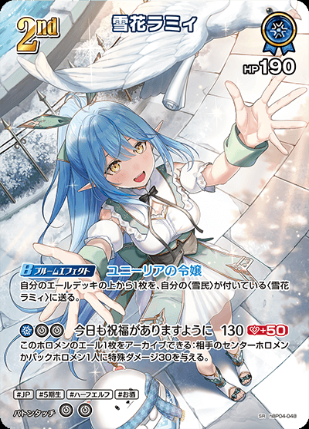 2nd
雪花ラミィ
HP190
ブルームエフェクト ユニーリアの令嬢
自分のエールデッキの上から1枚を、自分の〈雪民〉が付いている〈雪花
ラミィ〉に送る。
今日も祝福がありますように 130 +50
このホロメンのエール1枚をアーカイブできる:相手のセンターホロメン
かバックホロメン1人に特殊ダメージ30を与える。
#JP #5期生 #ハーフエルフ #お酒
バトンタッチ
SR hBP04-048